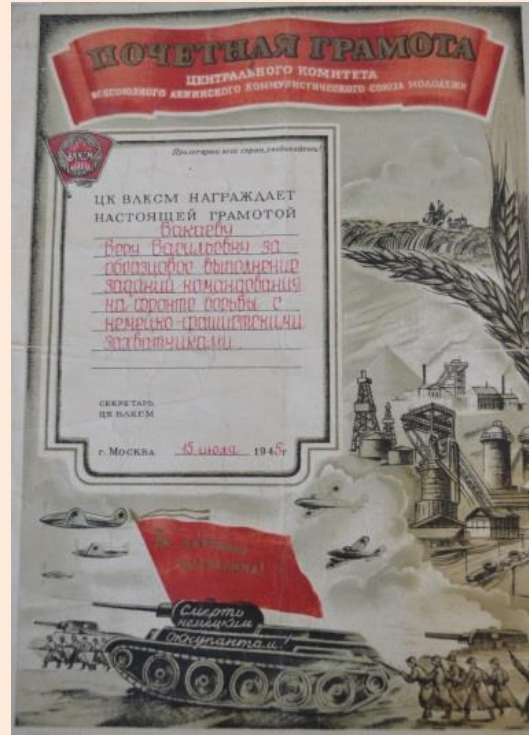 ПОЧЕТНАЯ ГРАМОТА
ЦЕНТРАЛЬНОГО КОМИТЕТА
ВСЕСОЮЗНОГО ЛЕНИНСКОГО КОММУНИСТИЧЕСКОГО СОЮЗА МОЛОДЕЖИ
ВЛКСМ
Пролетарии всех стран, соединяйтесь!
ЦК ВЛКСМ НАГРАЖДАЕТ
НАСТОЯЩЕЙ ГРАМОТОЙ
Вакаеву
Веру Васильевну за
образцовое выполнение
заданий командования
на фронте борьбы с
немецко-фашистскими
захватчиками.
СЕКРЕТАРЬ
ЦК ВЛКСМ
г. МОСКВА 15 июля 1945г
За
Смерть
немецким
оккупантам!